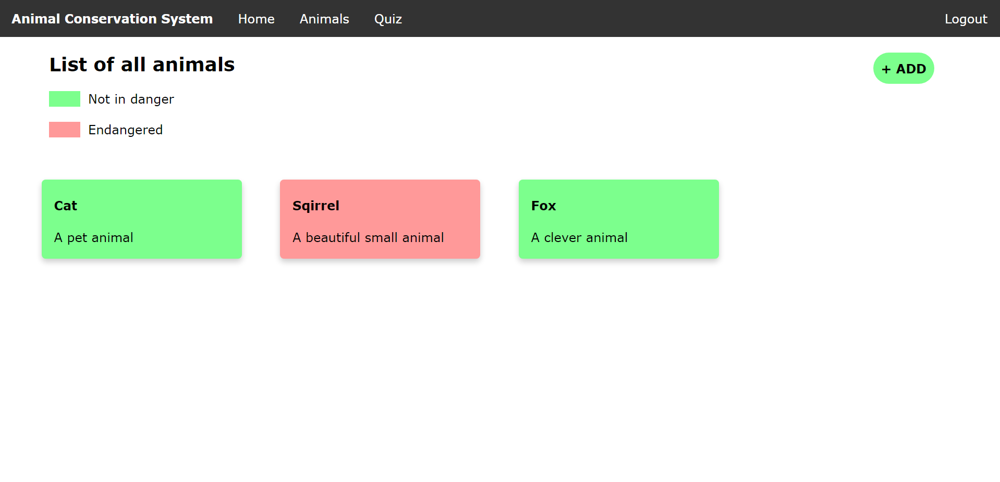 Animal Conservation System Home Animals Quiz Logout
List of all animals
+ ADD
Not in danger
Endangered
Cat
A pet animal
Sqirrel
A beautiful small animal
Fox
A clever animal